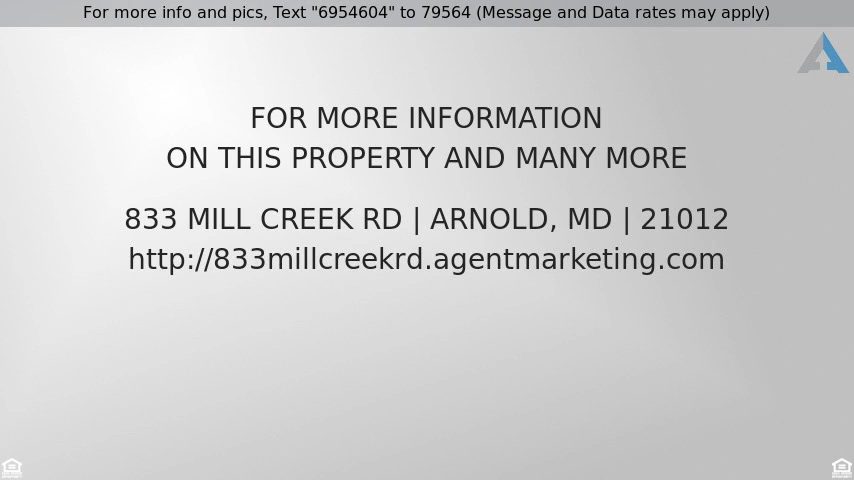 For more info and pics, Text "6954604" to 79564 (Message and Data rates may apply)
FOR MORE INFORMATION
ON THIS PROPERTY AND MANY MORE
833 MILL CREEK RD | ARNOLD, MD | 21012
http://833millcreekrd.agentmarketing.com